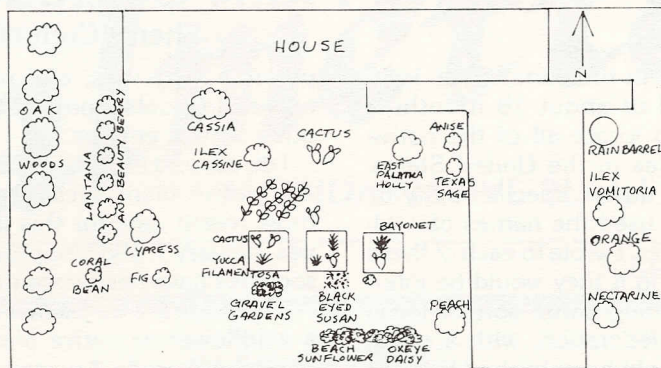 HOUSE
N
OAK
WOODS
LANTANA
AND BEAUTY BERRY
CASSIA
ILEX
CASSINE
CACTUS
EAST
PALATKA
HOLLY
ANISE
TEXAS
SAGE
RAIN BARREL
ILEX
VOMITORIA
ORANGE
NECTARINE
CYPRESS
CORAL
BEAN
FIG
CACTUS
YUCCA
FILAMENTOSA
BAYONET
GRAVEL
GARDENS
BLACK
EYED
SUSAN
PEACH
BEACH
SUNFLOWER
OXEYE
DAISY